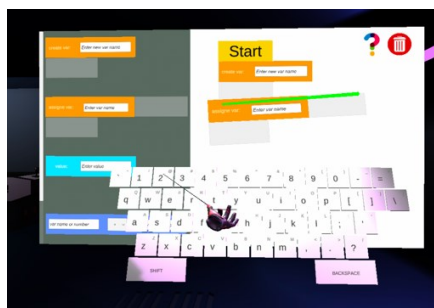 Start
create var Enter new var name
create var Enter new var name
assigne var Enter var name
assigne var Enter var name
value Enter value
var name or number
1 2 3 4 5 6 7 8 9 0 - =
q w e r t y u i o p [ ] \
a s d f g h j k l ;
z x c v b n m , . ?
SHIFT BACKSPACE